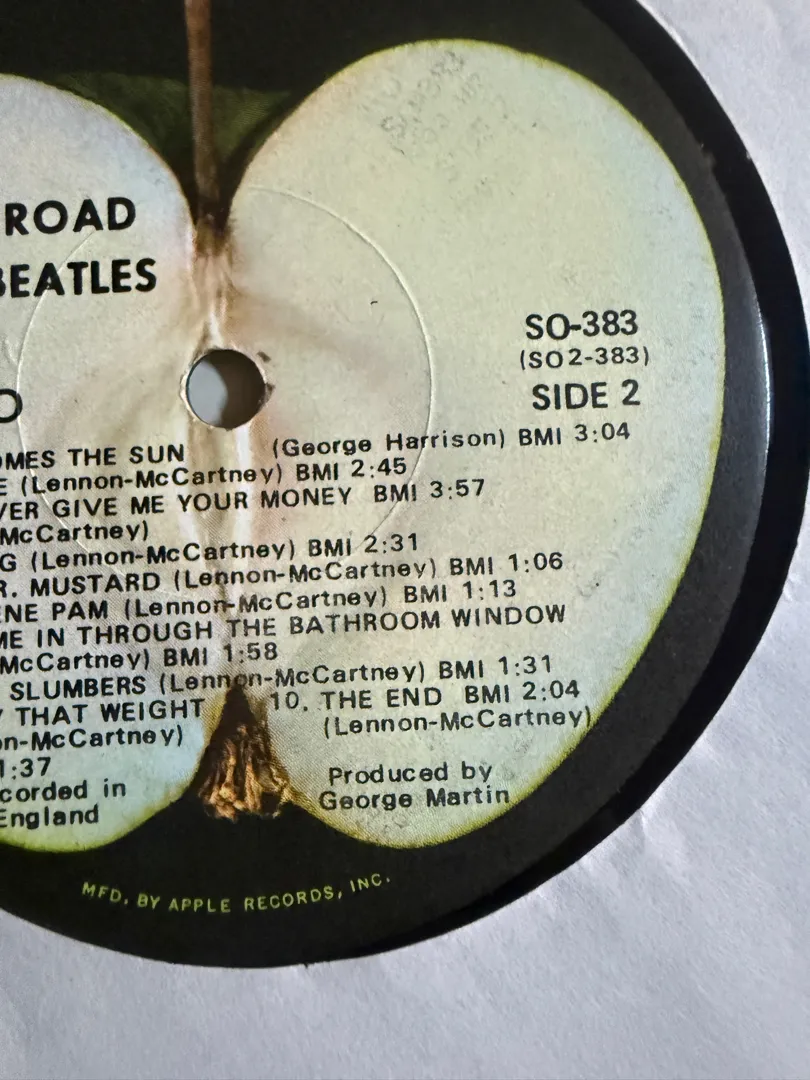 ROAD
BEATLES
SO-383
(SO2-383)
SIDE 2
O
OMES THE SUN (George Harrison) BMI 3:04
E (Lennon-McCartney) BMI 2:45
VER GIVE ME YOUR MONEY BMI 3:57
McCartney)
G (Lennon-McCartney) BMI 2:31
R. MUSTARD (Lennon-McCartney) BMI 1:06
ENE PAM (Lennon-McCartney) BMI 1:13
ME IN THROUGH THE BATHROOM WINDOW
McCartney) BMI 1:58
SLUMBERS (Lennon-McCartney) BMI 1:31
Y THAT WEIGHT 10. THE END BMI 2:04
on-McCartney) (Lennon-McCartney)
1:37
corded in Produced by
England George Martin
MFD. BY APPLE RECORDS, INC.